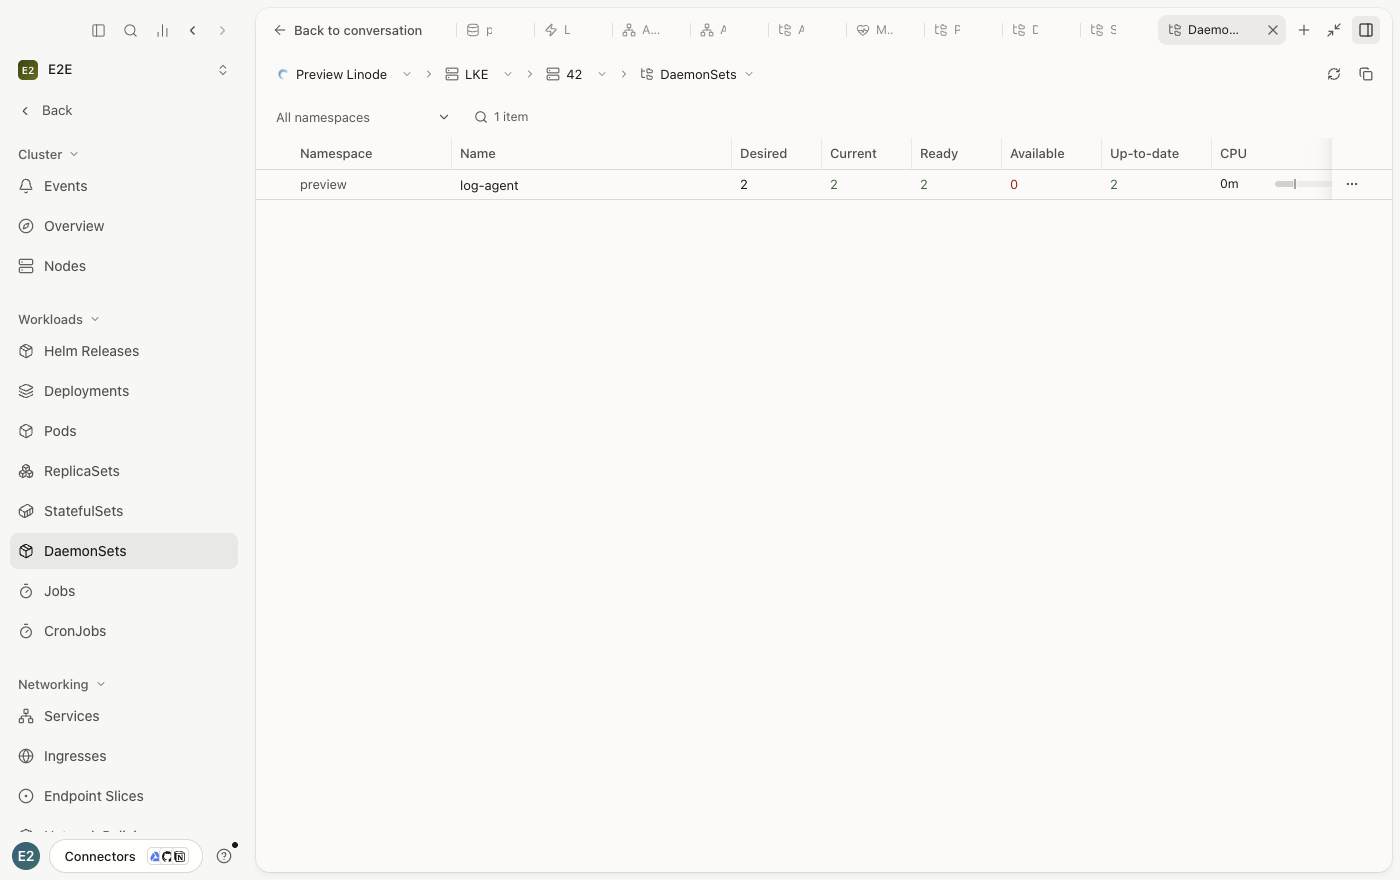 Back to conversation
p
L
A...
A
A
M..
P
D
S
Daemo...
E2 E2E
Preview Linode
LKE
42
DaemonSets
Back
All namespaces
1 item
Cluster
Namespace Name Desired Current Ready Available Up-to-date CPU
preview log-agent 2 2 2 0 2 0m
Events
Overview
Nodes
Workloads
Helm Releases
Deployments
Pods
ReplicaSets
StatefulSets
DaemonSets
Jobs
CronJobs
Networking
Services
Ingresses
Endpoint Slices
E2 Connectors